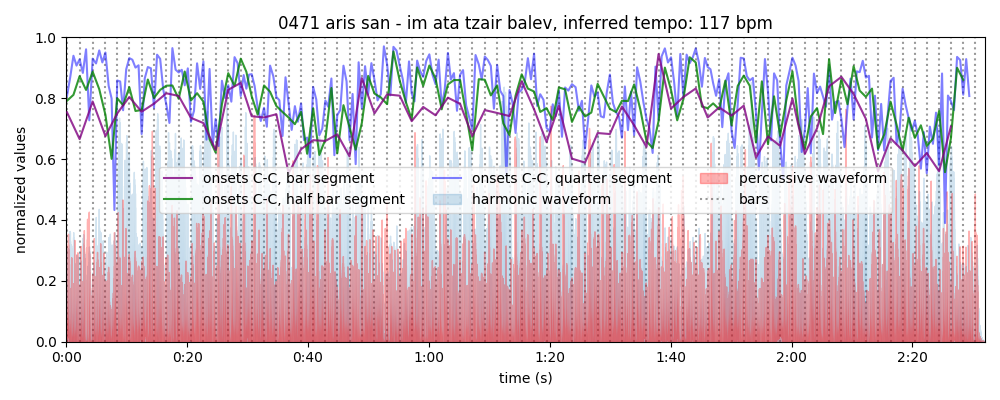 0471 aris san - im ata tzair balev, inferred tempo: 117 bpm
1.0
0.8
0.6
0.4
0.2
0.0
normalized values
onsets C-C, bar segment
onsets C-C, half bar segment
onsets C-C, quarter segment
harmonic waveform
percussive waveform
bars
0:00 0:20 0:40 1:00 1:20 1:40 2:00 2:20
time (s)